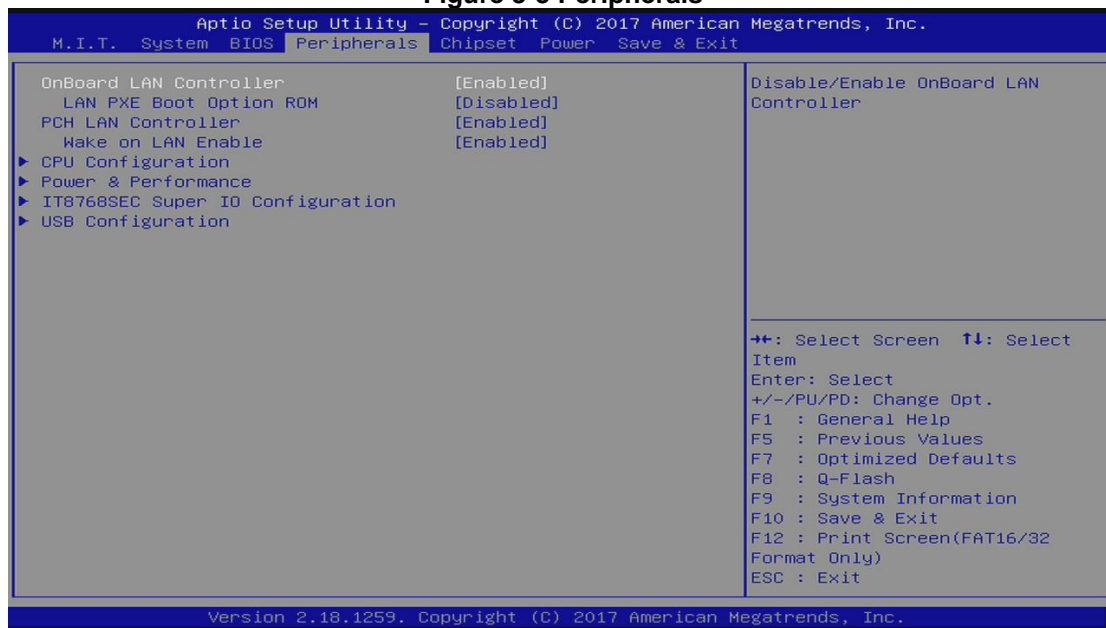 Aptio Setup Utility – Copyright (C) 2017 American Megatrends, Inc.
M.I.T. System BIOS Peripherals Chipset Power Save & Exit
OnBoard LAN Controller [Enabled]
LAN PXE Boot Option ROM [Disabled]
PCH LAN Controller [Enabled]
Wake on LAN Enable [Enabled]
► CPU Configuration
► Power & Performance
► IT8768SEC Super IO Configuration
► USB Configuration
Disable/Enable OnBoard LAN
Controller
→←: Select Screen ↑↓: Select
Item
Enter: Select
+/-/PU/PD: Change Opt.
F1 : General Help
F5 : Previous Values
F7 : Optimized Defaults
F8 : Q-Flash
F9 : System Information
F10 : Save & Exit
F12 : Print Screen(FAT16/32
Format Only)
ESC : Exit
Version 2.18.1259. Copyright (C) 2017 American Megatrends, Inc.